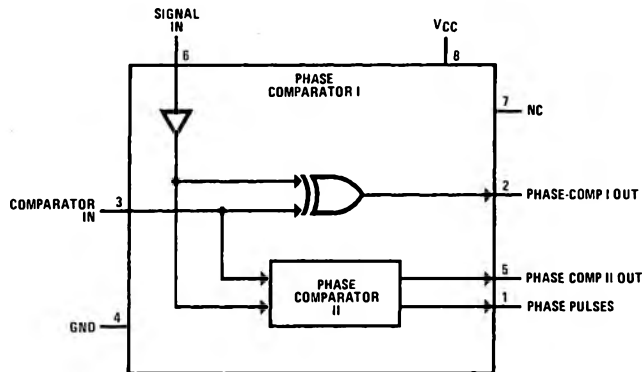 SIGNAL
IN
6
VCC
8
PHASE
COMPARATOR I
7
NC
COMPARATOR
IN
3
2
PHASE-COMP I OUT
PHASE
COMPARATOR
II
5
PHASE COMP II OUT
1
PHASE PULSES
GND
4